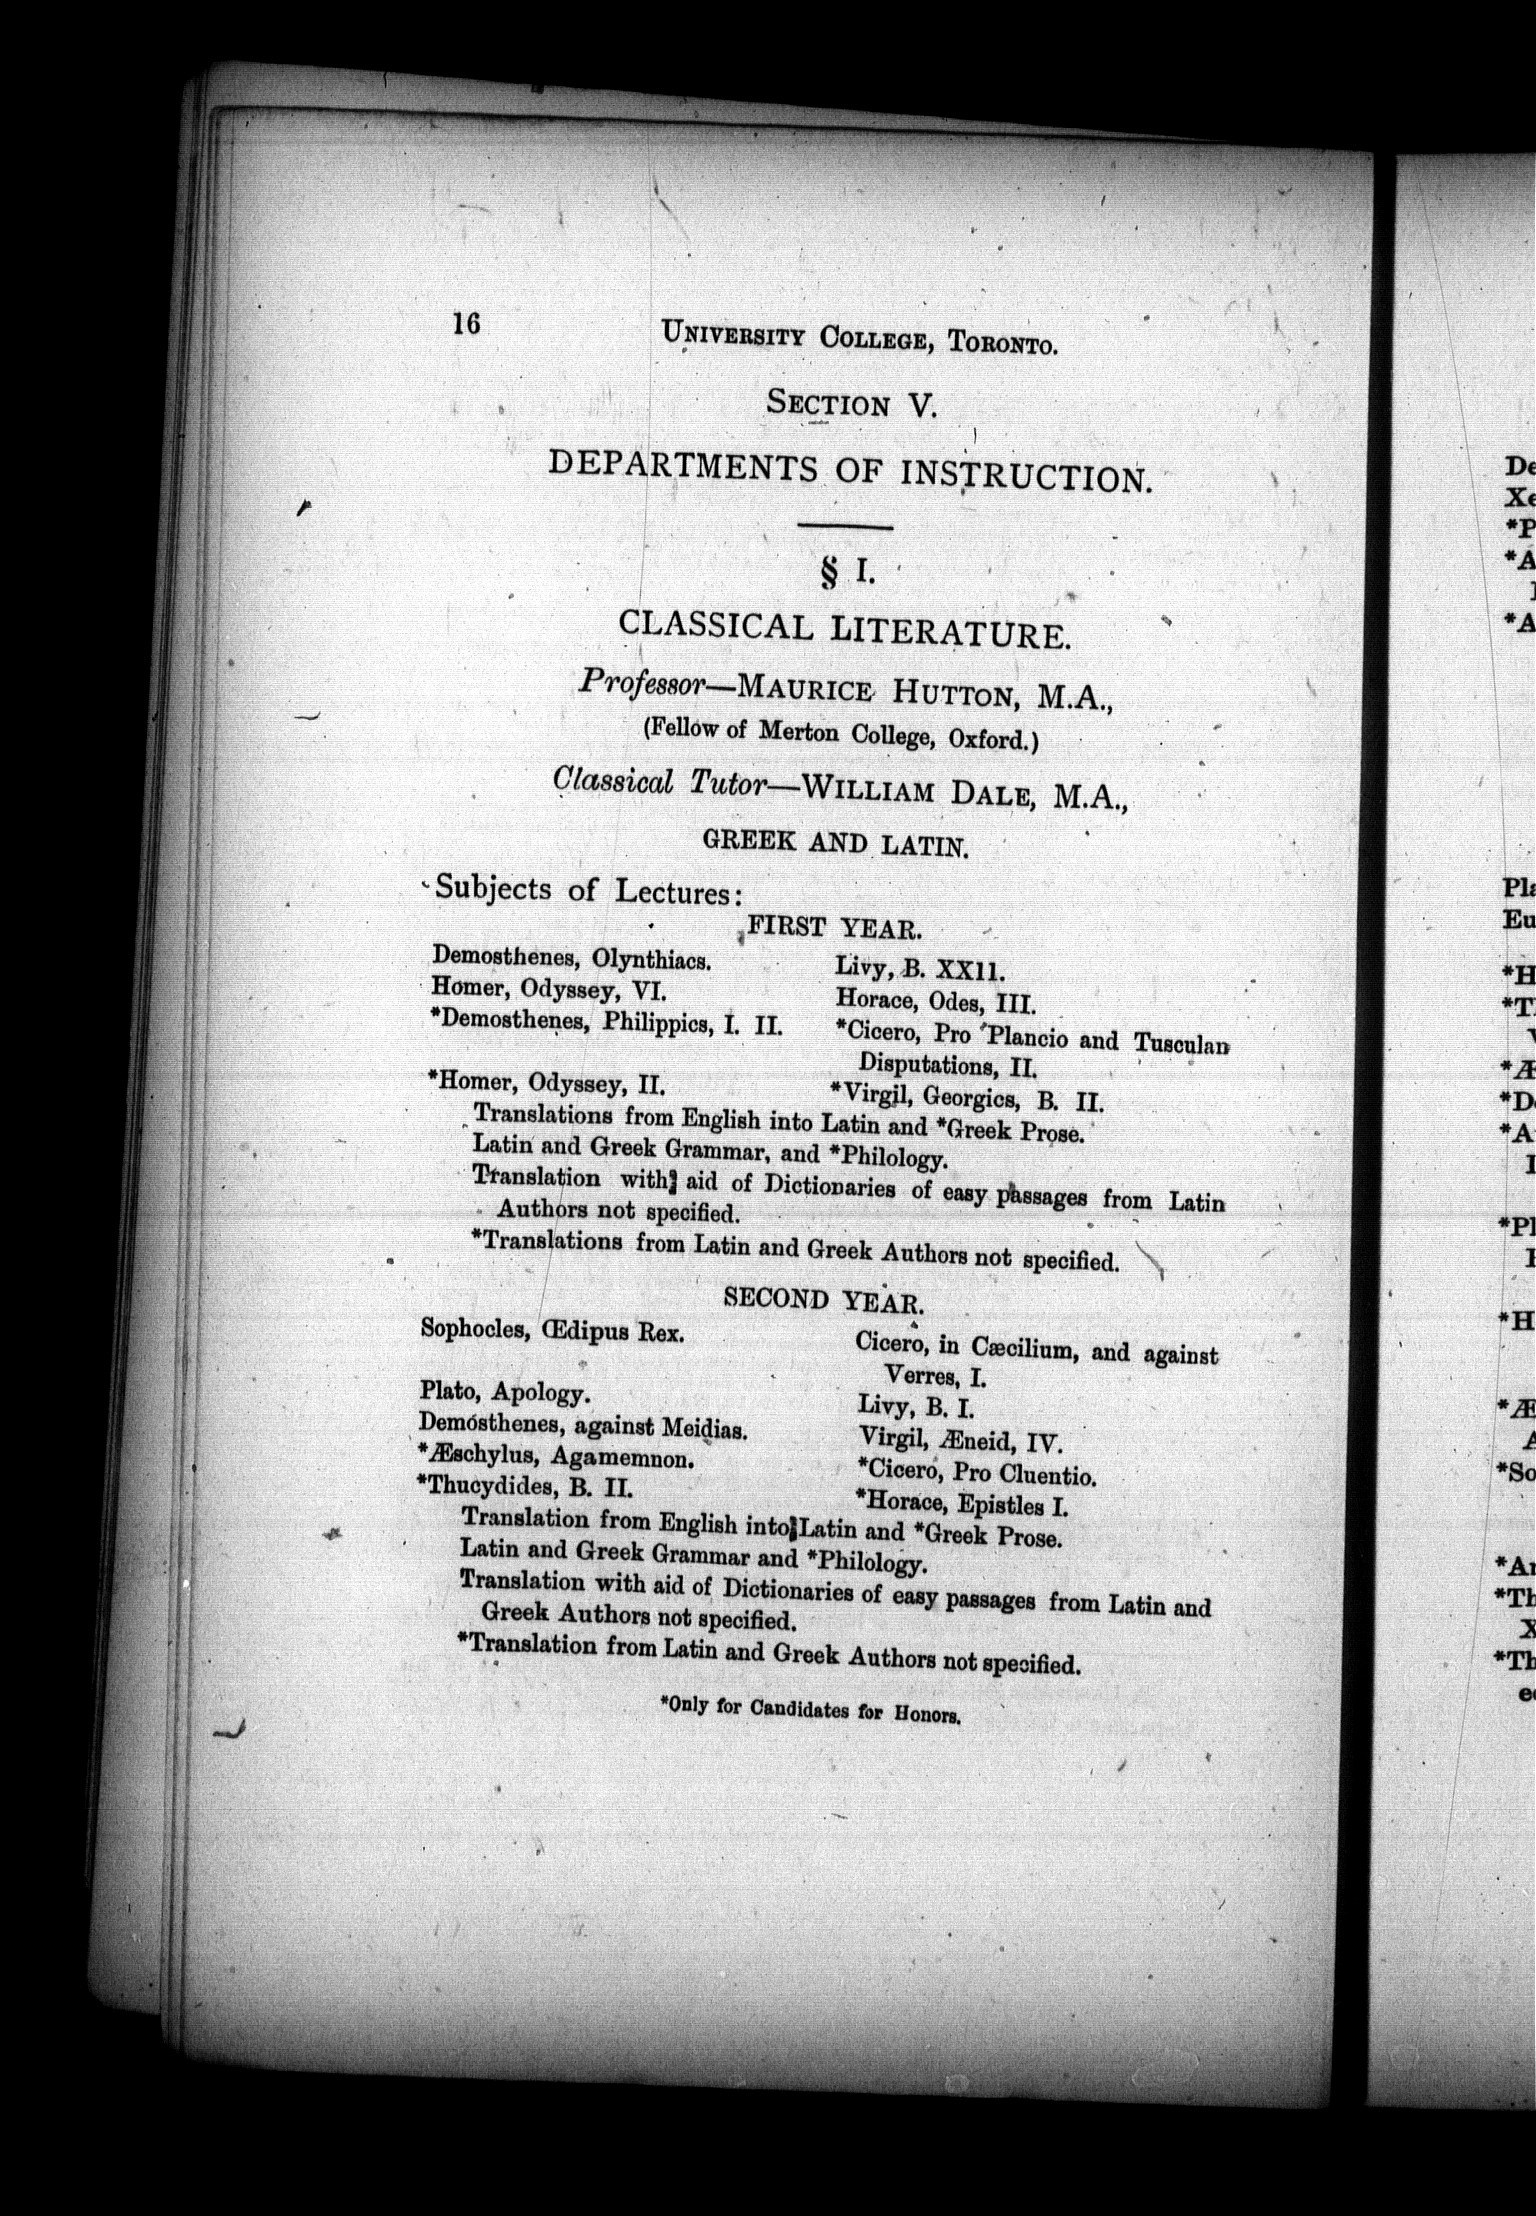 16
UNIVERSITY COLLEGE, TORONTO.
SECTION V.
DEPARTMENTS OF INSTRUCTION.
§ I.
CLASSICAL LITERATURE.
Professor—MAURICE HUTTON, M.A.,
(Fellow of Merton College, Oxford.)
Classical Tutor—WILLIAM DALE, M.A.,
GREEK AND LATIN.
Subjects of Lectures:
FIRST YEAR.
Demosthenes, Olynthiacs.
Homer, Odyssey, VI.
*Demosthenes, Philippics, I. II.
*Homer, Odyssey, II.
Livy, B. XXII.
Horace, Odes, III.
*Cicero, Pro Plancio and Tusculan
Disputations, II.
*Virgil, Georgics, B. II.
Translations from English into Latin and *Greek Prose.
Latin and Greek Grammar, and *Philology.
Translation with aid of Dictionaries of easy passages from Latin
Authors not specified.
*Translations from Latin and Greek Authors not specified.
SECOND YEAR.
Sophocles, Œdipus Rex.
Plato, Apology.
Demosthenes, against Meidias.
*Æschylus, Agamemnon.
*Thucydides, B. II.
Cicero, in Cæcilium, and against
Verres, I.
Livy, B. I.
Virgil, Æneid, IV.
*Cicero, Pro Cluentio.
*Horace, Epistles I.
Translation from English into Latin and *Greek Prose.
Latin and Greek Grammar and *Philology.
Translation with aid of Dictionaries of easy passages from Latin and
Greek Authors not specified.
*Translation from Latin and Greek Authors not specified.
*Only for Candidates for Honors.